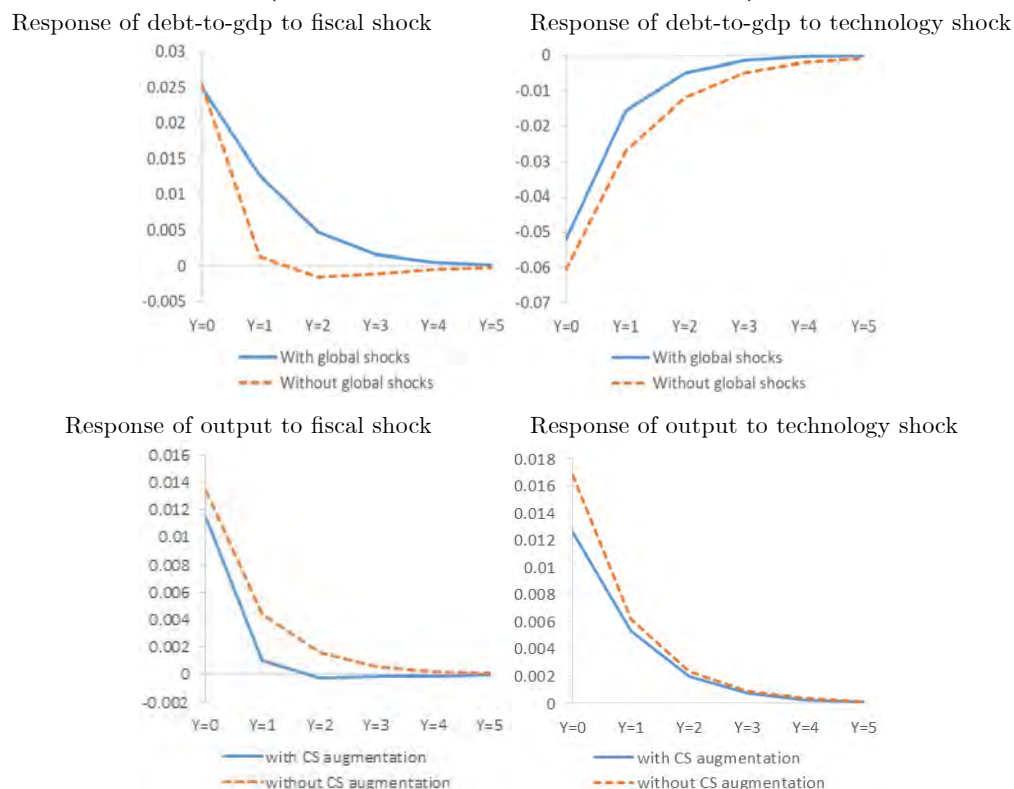 Response of debt-to-gdp to fiscal shock
0.03
0.025
0.02
0.015
0.01
0.005
0
-0.005
Y=0 Y=1 Y=2 Y=3 Y=4 Y=5
With global shocks
Without global shocks
Response of debt-to-gdp to technology shock
0
-0.01
-0.02
-0.03
-0.04
-0.05
-0.06
-0.07
Y=0 Y=1 Y=2 Y=3 Y=4 Y=5
With global shocks
Without global shocks
Response of output to fiscal shock
0.016
0.014
0.012
0.01
0.008
0.006
0.004
0.002
0
-0.002
Y=0 Y=1 Y=2 Y=3 Y=4 Y=5
with CS augmentation
without CS augmentation
Response of output to technology shock
0.018
0.016
0.014
0.012
0.01
0.008
0.006
0.004
0.002
0
Y=0 Y=1 Y=2 Y=3 Y=4 Y=5
with CS augmentation
without CS augmentation